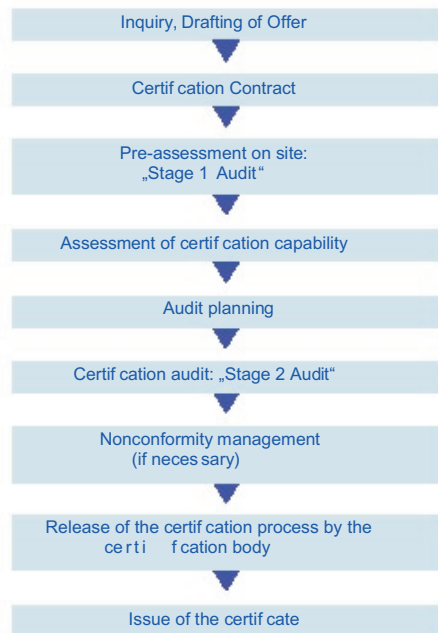 Inquiry, Drafting of Offer
Certif cation Contract
Pre-assessment on site:
„Stage 1 Audit“
Assessment of certif cation capability
Audit planning
Certif cation audit: „Stage 2 Audit“
Nonconformity management
(if neces sary)
Release of the certif cation process by the
certi f cation body
Issue of the certif cate